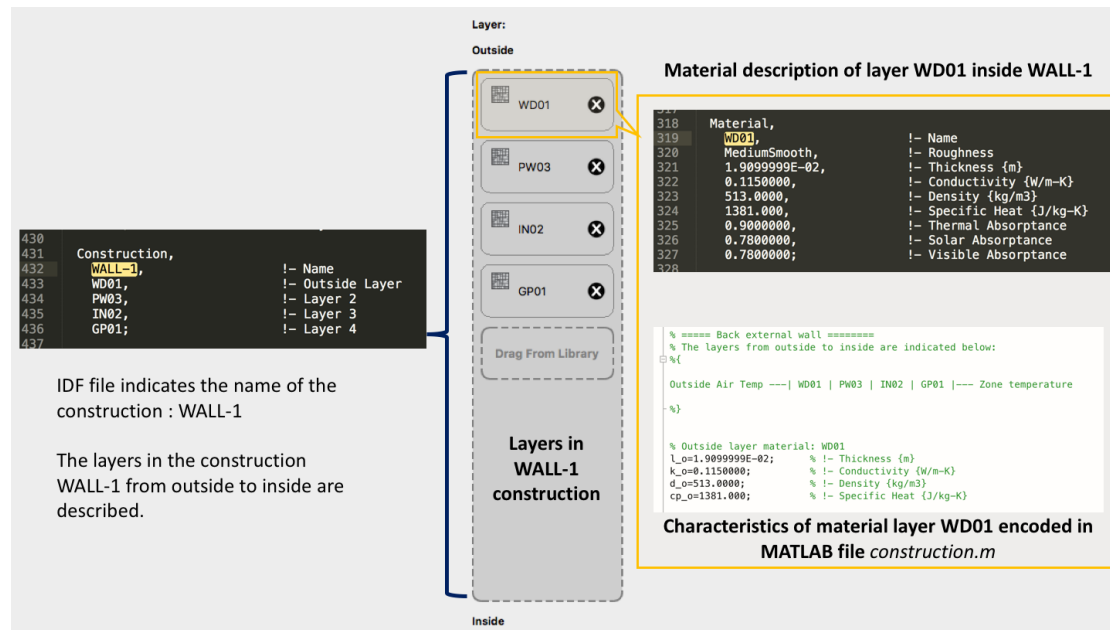 Layer:
Outside
WD01
PW03
IN02
GP01
Drag From Library
Layers in
WALL-1
construction
Inside
430
431 Construction,
432 WALL-1, !- Name
433 WD01, !- Outside Layer
434 PW03, !- Layer 2
435 IN02, !- Layer 3
436 GP01; !- Layer 4
437
IDF file indicates the name of the
construction : WALL-1
The layers in the construction
WALL-1 from outside to inside are
described.
Material description of layer WD01 inside WALL-1
317
318 Material,
319 WD01, !- Name
320 MediumSmooth, !- Roughness
321 1.9099999E-02, !- Thickness {m}
322 0.1150000, !- Conductivity {W/m-K}
323 513.0000, !- Density {kg/m3}
324 1381.000, !- Specific Heat {J/kg-K}
325 0.9000000, !- Thermal Absorptance
326 0.7800000, !- Solar Absorptance
327 0.7800000; !- Visible Absorptance
328
% ===== Back external wall ========
% The layers from outside to inside are indicated below:
%{
Outside Air Temp ---| WD01 | PW03 | IN02 | GP01 |--- Zone temperature
%}
% Outside layer material: WD01
l_o=1.9099999E-02; % !- Thickness {m}
k_o=0.1150000; % !- Conductivity {W/m-K}
d_o=513.0000; % !- Density {kg/m3}
cp_o=1381.000; % !- Specific Heat {J/kg-K}
Characteristics of material layer WD01 encoded in
MATLAB file construction.m